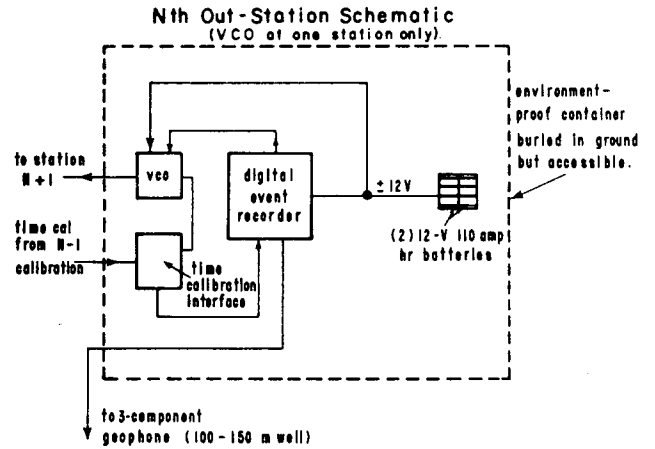 Nth Out-Station Schematic
(VCO at one station only).
environment-
proof container
buried in ground
but accessible.
to station
N+1
vco
digital
event
recorder
± 12V
(2) 12-V 110 amp
hr batteries
time cal
from N-1
calibration
time
calibration
interface
to 3-component
geophone (100-150 m well)